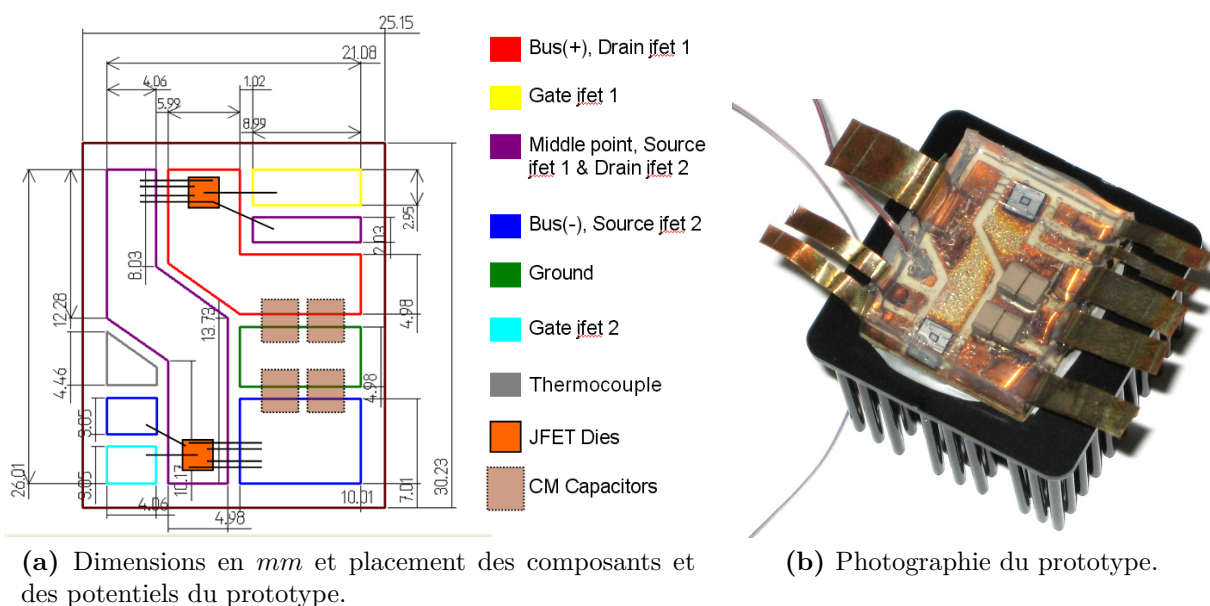 25.15
21.08
4.06
1.02
5.99
8.99
2.95
2.03
8.03
12.28
13.73
4.98
4.46
4.98
3.05
26.01
3.05
10.17
10.01
7.01
30.23
4.06
4.98
Bus(+), Drain jfet 1
Gate jfet 1
Middle point, Source
jfet 1 & Drain jfet 2
Bus(-), Source jfet 2
Ground
Gate jfet 2
Thermocouple
JFET Dies
CM Capacitors
(a) Dimensions en mm et placement des composants et
des potentiels du prototype.
(b) Photographie du prototype.